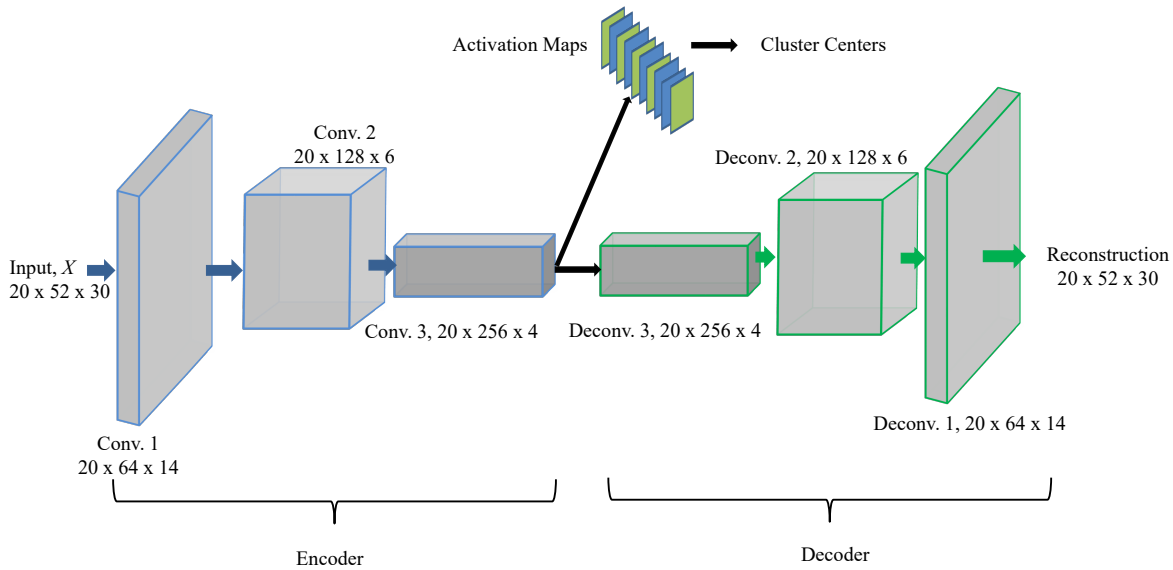 Activation Maps
Cluster Centers
Conv. 2
20 x 128 x 6
Deconv. 2, 20 x 128 x 6
Input, X
20 x 52 x 30
Reconstruction
20 x 52 x 30
Conv. 3, 20 x 256 x 4
Deconv. 3, 20 x 256 x 4
Conv. 1
20 x 64 x 14
Deconv. 1, 20 x 64 x 14
Encoder
Decoder